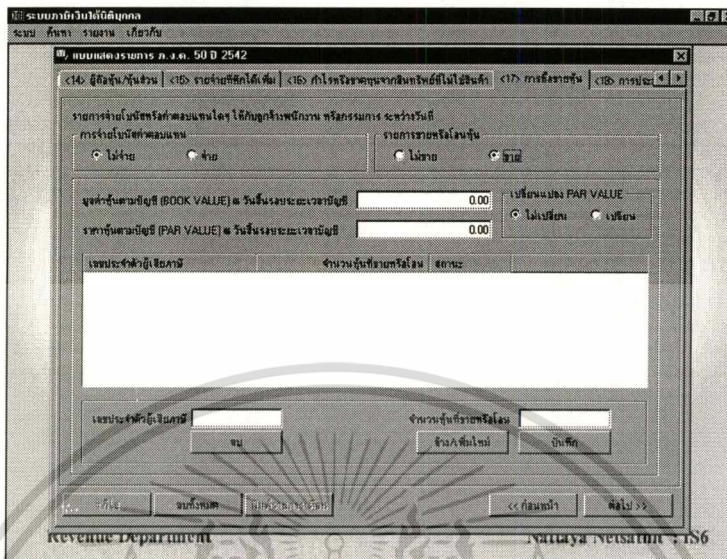 ระบบภาษีเงินได้นิติบุคคล
ระบบ ค้นหา รายงาน เกี่ยวกับ
แบบแสดงรายการ ภ.ง.ด. 50 ปี 2542
<14> ผู้ถือหุ้น/หุ้นส่วน <15> รายจ่ายที่หักได้เพิ่ม <16> กำไรหรือขาดทุนจากสินทรัพย์ที่ไม่ใช่สินค้า <17> การซื้อขายหุ้น <18> การประ
รายการจ่ายโบนัสหรือค่าตอบแทนใดๆ ให้กับลูกจ้างพนักงาน หรือกรรมการ ระหว่างวันที่
การจ่ายโบนัสค่าตอบแทน รายการขายหรือโอนหุ้น
ไม่จ่าย จ่าย ไม่ขาย ขาย
มูลค่าหุ้นตามบัญชี (BOOK VALUE) ณ วันสิ้นรอบระยะเวลาบัญชี 0.00 เปลี่ยนแปลง PAR VALUE
ไม่เปลี่ยน เปลี่ยน
ราคาหุ้นตามบัญชี (PAR VALUE) ณ วันสิ้นรอบระยะเวลาบัญชี 0.00
เลขประจำตัวผู้เสียภาษี จำนวนหุ้นที่ขายหรือโอน สถานะ
เลขประจำตัวผู้เสียภาษี จำนวนหุ้นที่ขายหรือโอน
ลบ ล้าง/เพิ่มใหม่ บันทึก
ลบทั้งหมด << ก่อนหน้า ต่อไป >>
Revenue Department Nattaya Netsathit : IS6